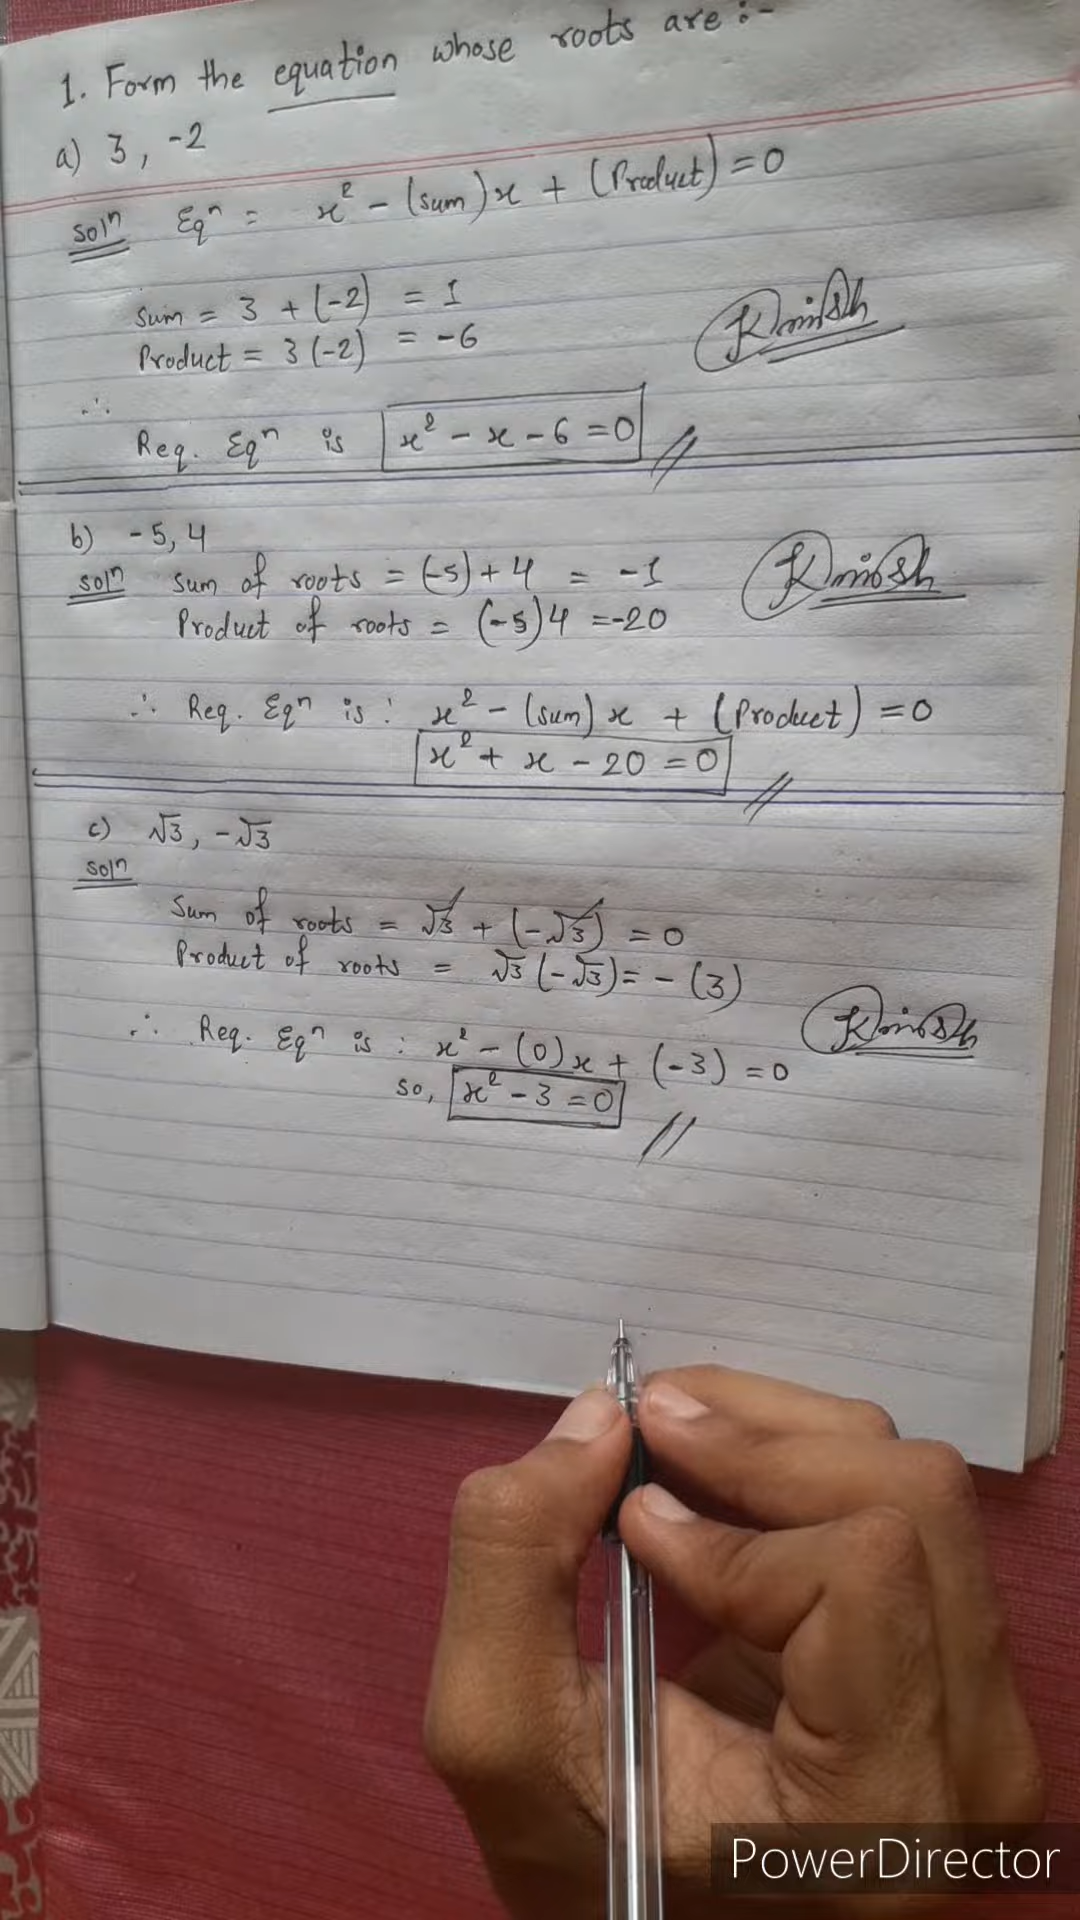 1. Form the equation whose roots are :-
a) 3, -2
Solⁿ Eqⁿ = x² - (sum)x + (Product) = 0
Sum = 3 + (-2) = 1
Product = 3(-2) = -6
∴
Req. Eqⁿ is x² - x - 6 = 0 //
b) -5, 4
Solⁿ Sum of roots = (-5) + 4 = -1
Product of roots = (-5)4 = -20
∴ Req. Eqⁿ is : x² - (sum) x + (Product) = 0
x² + x - 20 = 0 //
c) √3, -√3
Solⁿ
Sum of roots = √3 + (-√3) = 0
Product of roots = √3 (-√3) = - (3)
∴ Req. Eqⁿ is : x² - (0)x + (-3) = 0
so, x² - 3 = 0 //
PowerDirector